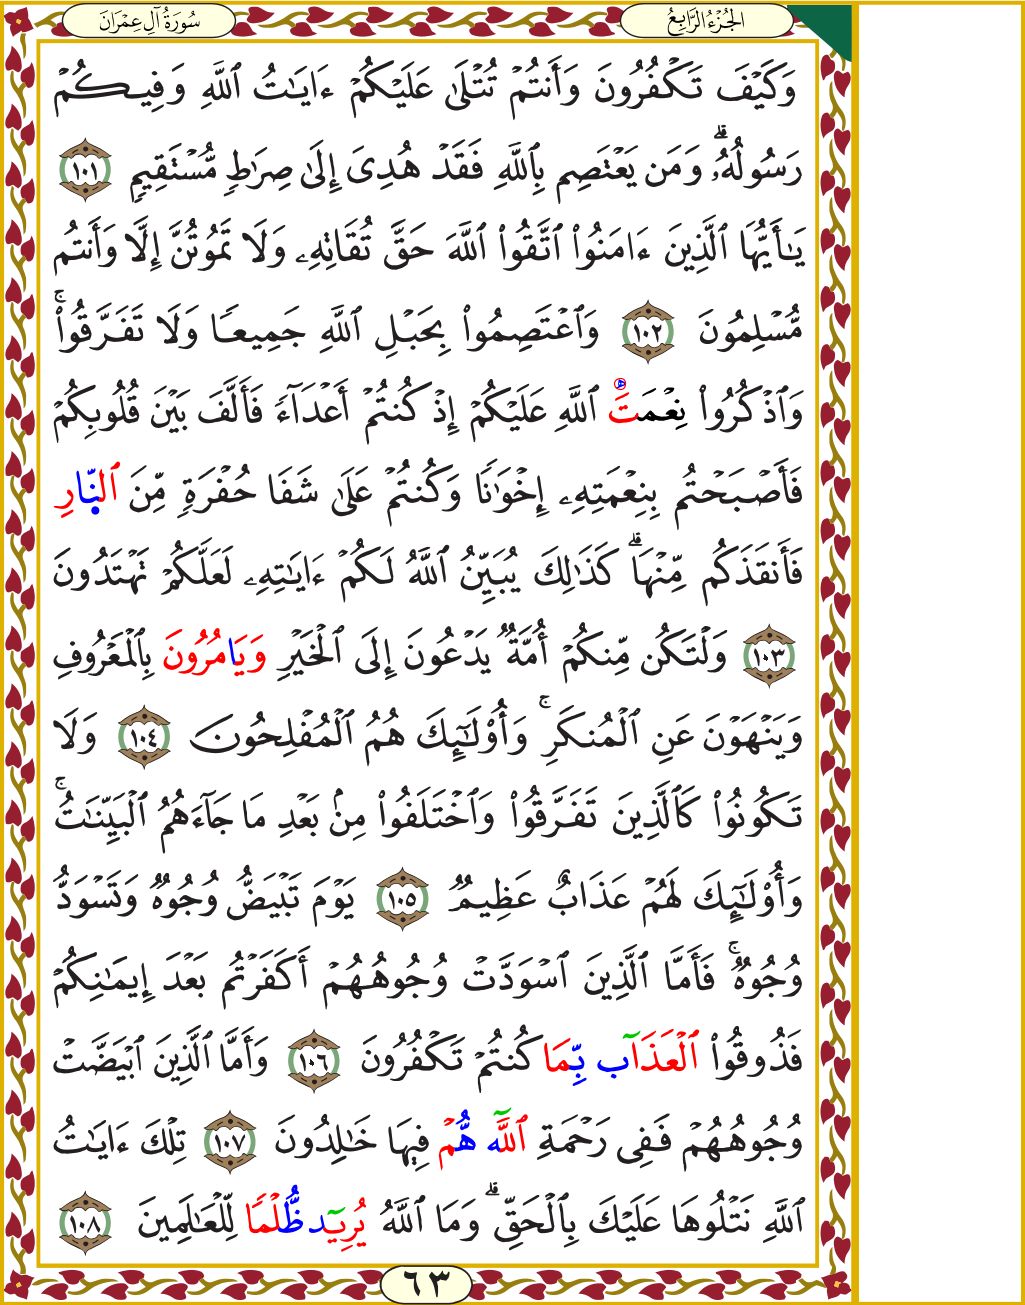 الجُزْءُ الرَّابِعُ
سُورَةُ آلِ عِمْرَانَ
وَكَيْفَ تَكْفُرُونَ وَأَنتُمْ تُتْلَىٰ عَلَيْكُمْ ءَايَٰتُ ٱللَّهِ وَفِيكُمْ
رَسُولُهُۥۗ وَمَن يَعْتَصِم بِٱللَّهِ فَقَدْ هُدِىَ إِلَىٰ صِرَٰطٍ مُّسْتَقِيمٍ ١٠١
يَٰٓأَيُّهَا ٱلَّذِينَ ءَامَنُوا۟ ٱتَّقُوا۟ ٱللَّهَ حَقَّ تُقَاتِهِۦ وَلَا تَمُوتُنَّ إِلَّا وَأَنتُم
مُّسْلِمُونَ ١٠٢ وَٱعْتَصِمُوا۟ بِحَبْلِ ٱللَّهِ جَمِيعًا وَلَا تَفَرَّقُوا۟ۚ
وَٱذْكُرُوا۟ نِعْمَتَ ٱللَّهِ عَلَيْكُمْ إِذْ كُنتُمْ أَعْدَآءً فَأَلَّفَ بَيْنَ قُلُوبِكُمْ
فَأَصْبَحْتُم بِنِعْمَتِهِۦٓ إِخْوَٰنًا وَكُنتُمْ عَلَىٰ شَفَا حُفْرَةٍ مِّنَ ٱلنَّارِ
فَأَنقَذَكُم مِّنْهَاۗ كَذَٰلِكَ يُبَيِّنُ ٱللَّهُ لَكُمْ ءَايَٰتِهِۦ لَعَلَّكُمْ تَهْتَدُونَ
١٠٣ وَلْتَكُن مِّنكُمْ أُمَّةٌ يَدْعُونَ إِلَى ٱلْخَيْرِ وَيَامُرُونَ بِٱلْمَعْرُوفِ
وَيَنْهَوْنَ عَنِ ٱلْمُنكَرِۚ وَأُو۟لَٰٓئِكَ هُمُ ٱلْمُفْلِحُونَ ١٠٤ وَلَا
تَكُونُوا۟ كَٱلَّذِينَ تَفَرَّقُوا۟ وَٱخْتَلَفُوا۟ مِنۢ بَعْدِ مَا جَآءَهُمُ ٱلْبَيِّنَٰتُۚ
وَأُو۟لَٰٓئِكَ لَهُمْ عَذَابٌ عَظِيمٌ ١٠٥ يَوْمَ تَبْيَضُّ وُجُوهٌ وَتَسْوَدُّ
وُجُوهٌۚ فَأَمَّا ٱلَّذِينَ ٱسْوَدَّتْ وُجُوهُهُمْ أَكَفَرْتُم بَعْدَ إِيمَٰنِكُمْ
فَذُوقُوا۟ ٱلْعَذَآب بِّمَا كُنتُمْ تَكْفُرُونَ ١٠٦ وَأَمَّا ٱلَّذِينَ ٱبْيَضَّتْ
وُجُوهُهُمْ فَفِى رَحْمَةِ ٱللَّٓه هُّمْ فِيهَا خَٰلِدُونَ ١٠٧ تِلْكَ ءَايَٰتُ
ٱللَّهِ نَتْلُوهَا عَلَيْكَ بِٱلْحَقِّۗ وَمَا ٱللَّهُ يُرِيٓد ظُّلْمًا لِّلْعَٰلَمِينَ ١٠٨
٦٣